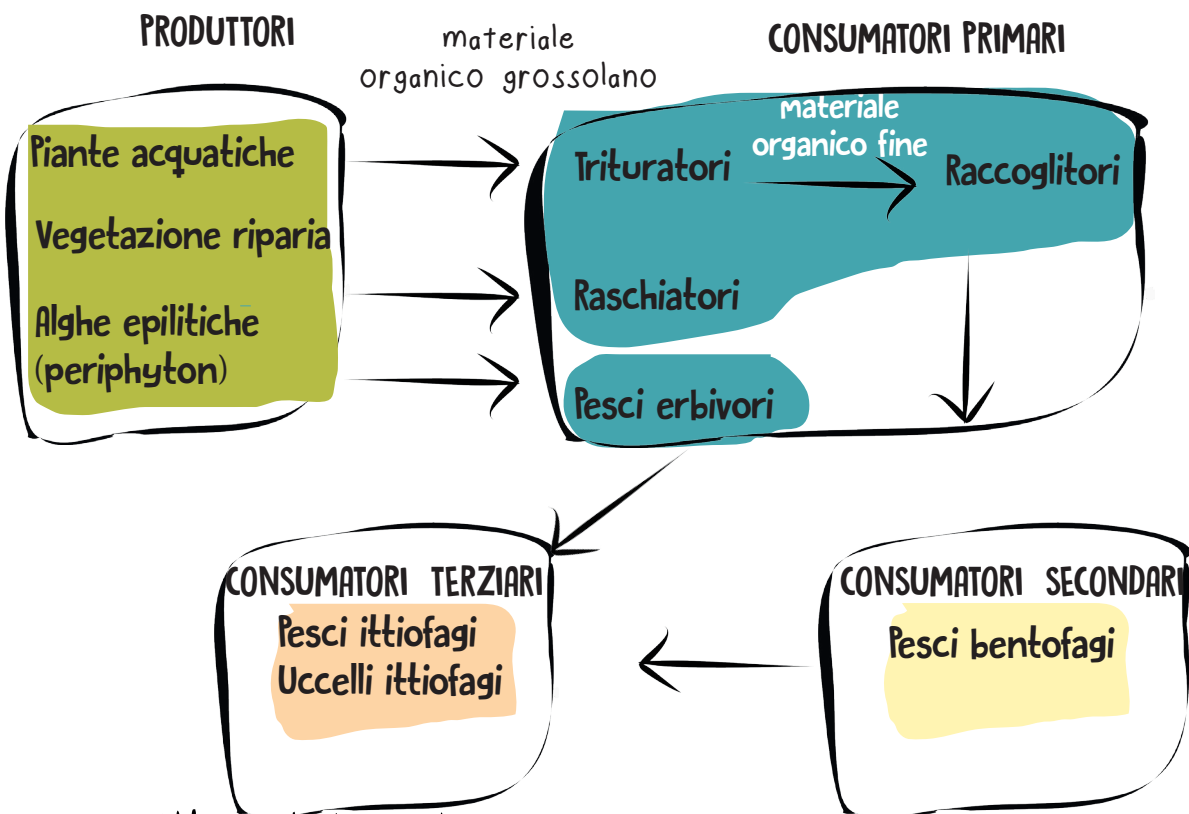 PRODUTTORI
materiale
organico grossolano
CONSUMATORI PRIMARI
Piante acquatiche
Vegetazione riparia
Alghe epilitiche
(periphyton)
materiale
organico fine
Trituratori
Raccoglitori
Raschiatori
Pesci erbivori
CONSUMATORI TERZIARI
Pesci ittiofagi
Uccelli ittiofagi
CONSUMATORI SECONDARI
Pesci bentofagi